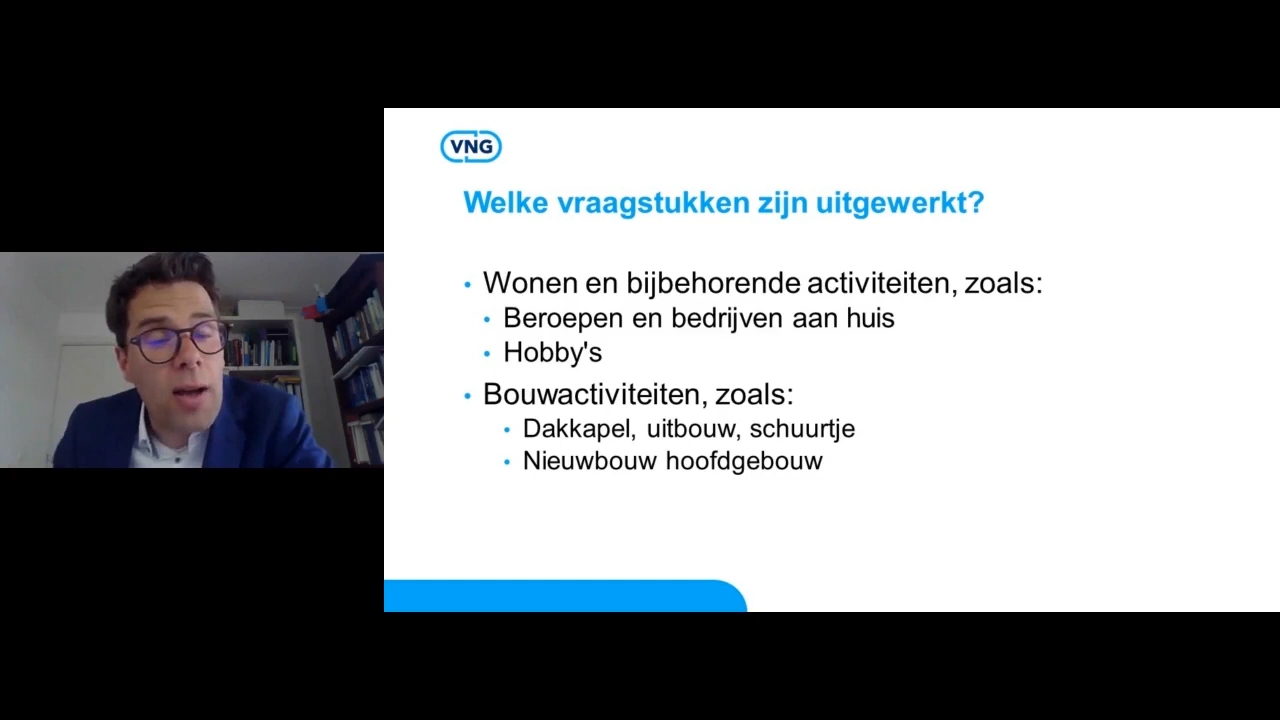 VNG
Welke vraagstukken zijn uitgewerkt?
• Wonen en bijbehorende activiteiten, zoals:
• Beroepen en bedrijven aan huis
• Hobby's
• Bouwactiviteiten, zoals:
• Dakkapel, uitbouw, schuurtje
• Nieuwbouw hoofdgebouw